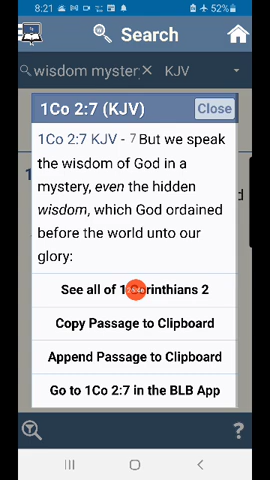 8:21
52%
Search
wisdom myster
KJV
1Co 2:7 (KJV)
Close
1Co 2:7 KJV - 7 But we speak
the wisdom of God in a
mystery, even the hidden
wisdom, which God ordained
before the world unto our
glory:
See all of 1 Corinthians 2
Copy Passage to Clipboard
Append Passage to Clipboard
Go to 1Co 2:7 in the BLB App
?